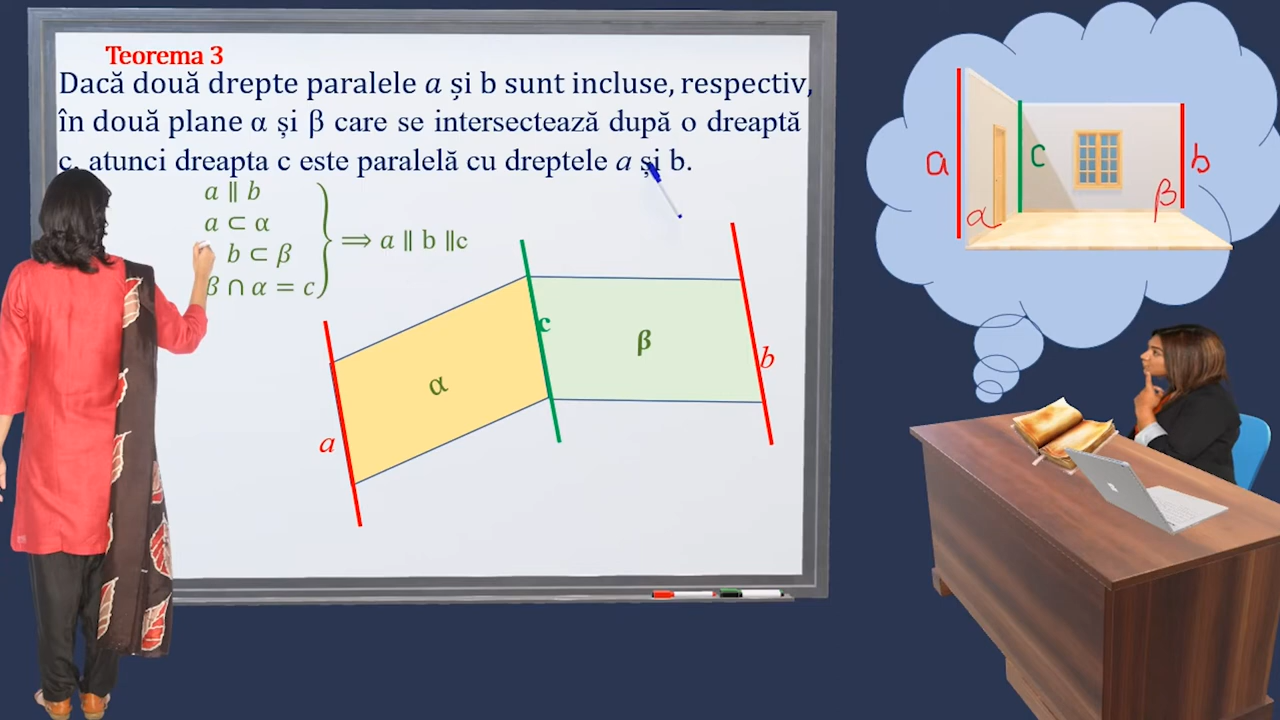 Teorema 3
Dacă două drepte paralele a și b sunt incluse, respectiv,
în două plane α și β care se intersectează după o dreaptă
c, atunci dreapta c este paralelă cu dreptele a și b.
a ∥ b
a ⊂ α
b ⊂ β
β ∩ α = c
⟹ a ∥ b ∥c
c
β
α
b
a
a
c
b
α
β